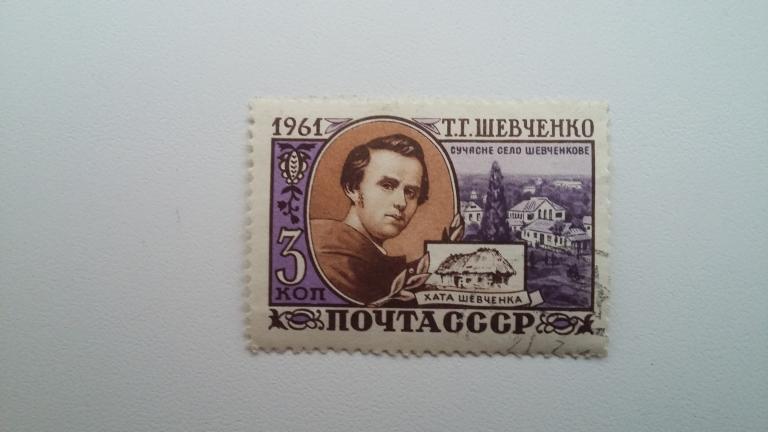 1961
Т.Г.ШЕВЧЕНКО
СУЧАСНЕ СЕЛО ШЕВЧЕНКОВЕ
3
КОП
ХАТА ШЕВЧЕНКА
ПОЧТА СССР